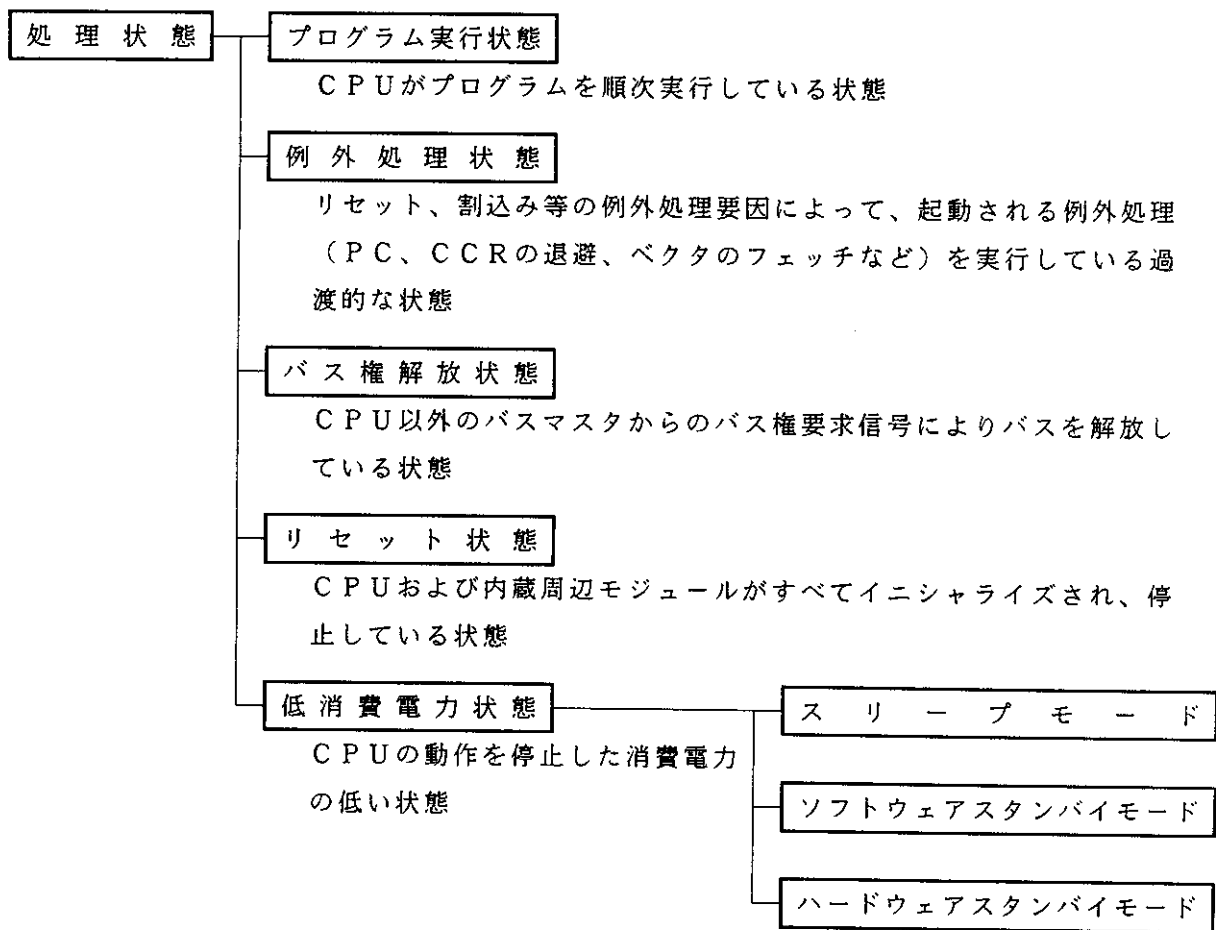 処理状態
プログラム実行状態
CPUがプログラムを順次実行している状態
例外処理状態
リセット、割込み等の例外処理要因によって、起動される例外処理
（PC、CCRの退避、ベクタのフェッチなど）を実行している過
渡的な状態
バス権解放状態
CPU以外のバスマスタからのバス権要求信号によりバスを解放し
ている状態
リセット状態
CPUおよび内蔵周辺モジュールがすべてイニシャライズされ、停
止している状態
低消費電力状態
CPUの動作を停止した消費電力
の低い状態
スリープモード
ソフトウェアスタンバイモード
ハードウェアスタンバイモード